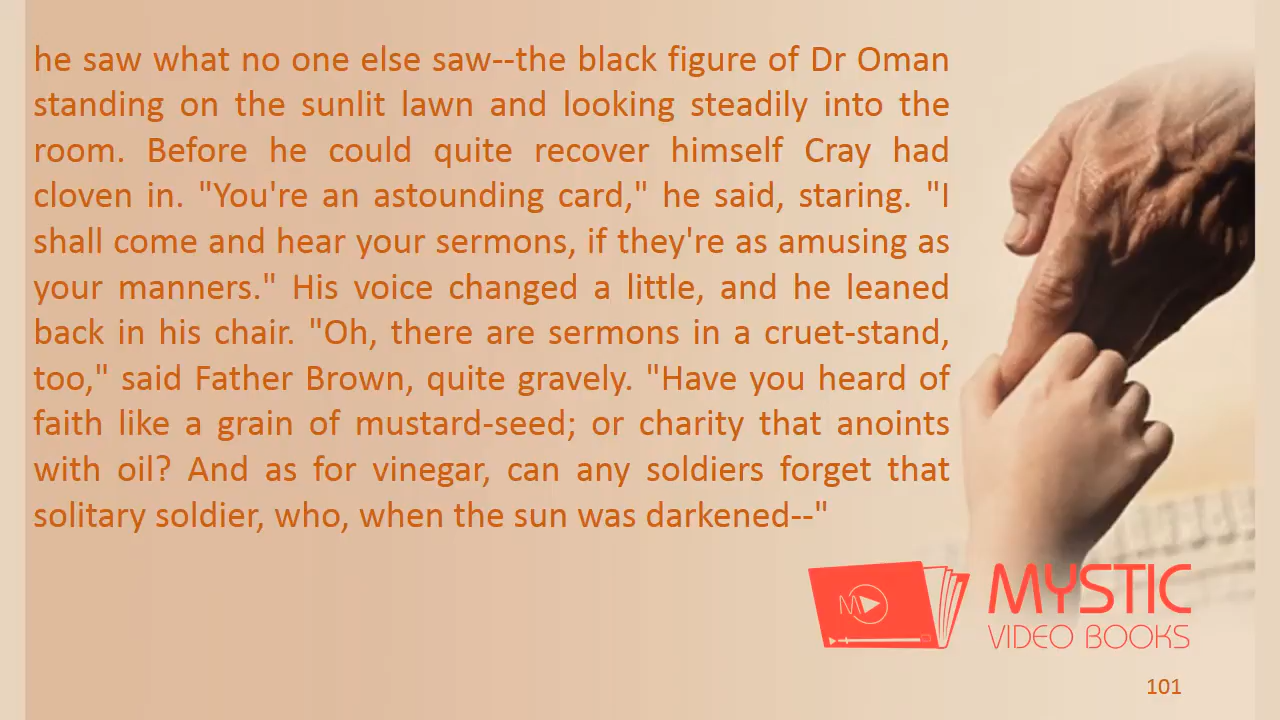 he saw what no one else saw--the black figure of Dr Oman
standing on the sunlit lawn and looking steadily into the
room. Before he could quite recover himself Cray had
cloven in. "You're an astounding card," he said, staring. "I
shall come and hear your sermons, if they're as amusing as
your manners." His voice changed a little, and he leaned
back in his chair. "Oh, there are sermons in a cruet-stand,
too," said Father Brown, quite gravely. "Have you heard of
faith like a grain of mustard-seed; or charity that anoints
with oil? And as for vinegar, can any soldiers forget that
solitary soldier, who, when the sun was darkened--"
M
MYSTIC
VIDEO BOOKS
101